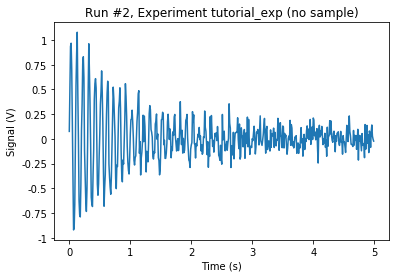 Run #2, Experiment tutorial_exp (no sample)
1
0.75
0.5
0.25
0
-0.25
-0.5
-0.75
-1
Signal (V)
0 1 2 3 4 5
Time (s)